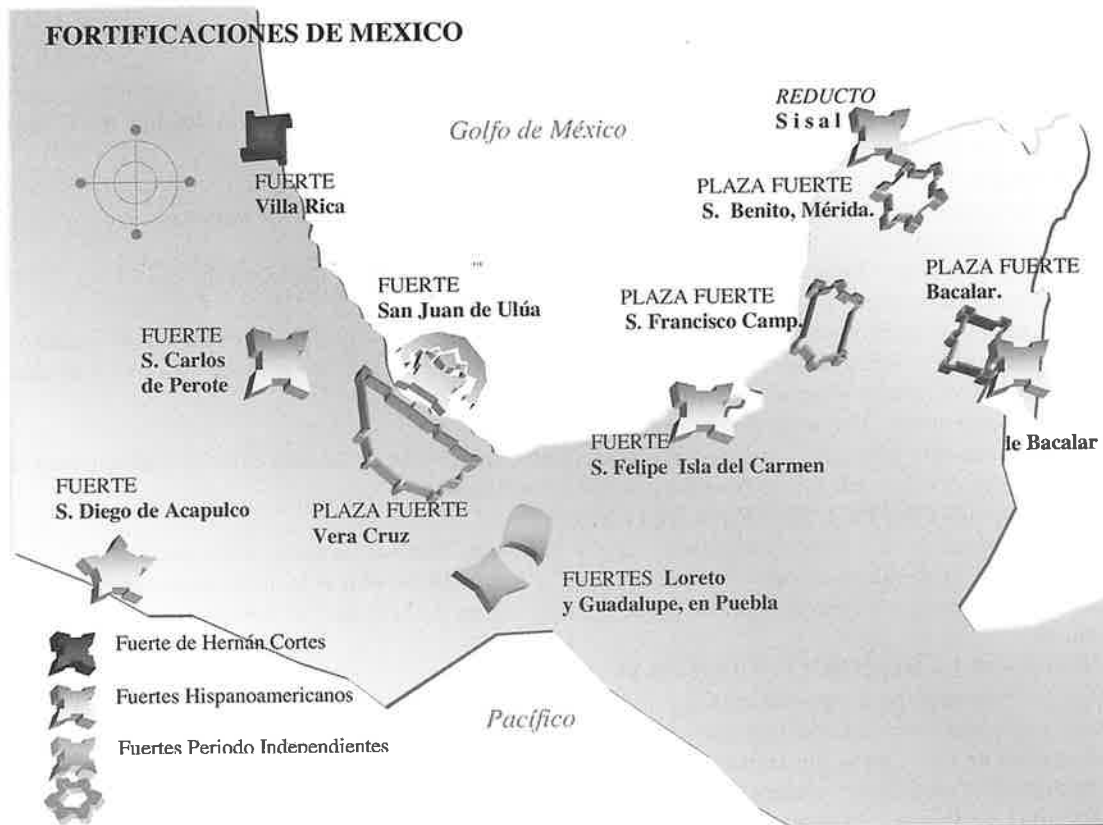 FORTIFICACIONES DE MEXICO
Golfo de México
REDUCTO
Sisal
FUERTE
Villa Rica
PLAZA FUERTE
S. Benito, Mérida.
FUERTE
San Juan de Ulúa
PLAZA FUERTE
S. Francisco Camp.
PLAZA FUERTE
Bacalar.
FUERTE
S. Carlos
de Perote
FUERTE
S. Felipe Isla del Carmen
le Bacalar
FUERTE
S. Diego de Acapulco
PLAZA FUERTE
Vera Cruz
FUERTES Loreto
y Guadalupe, en Puebla
Fuerte de Hernán Cortes
Fuertes Hispanoamericanos
Fuertes Periodo Independientes
Pacífico